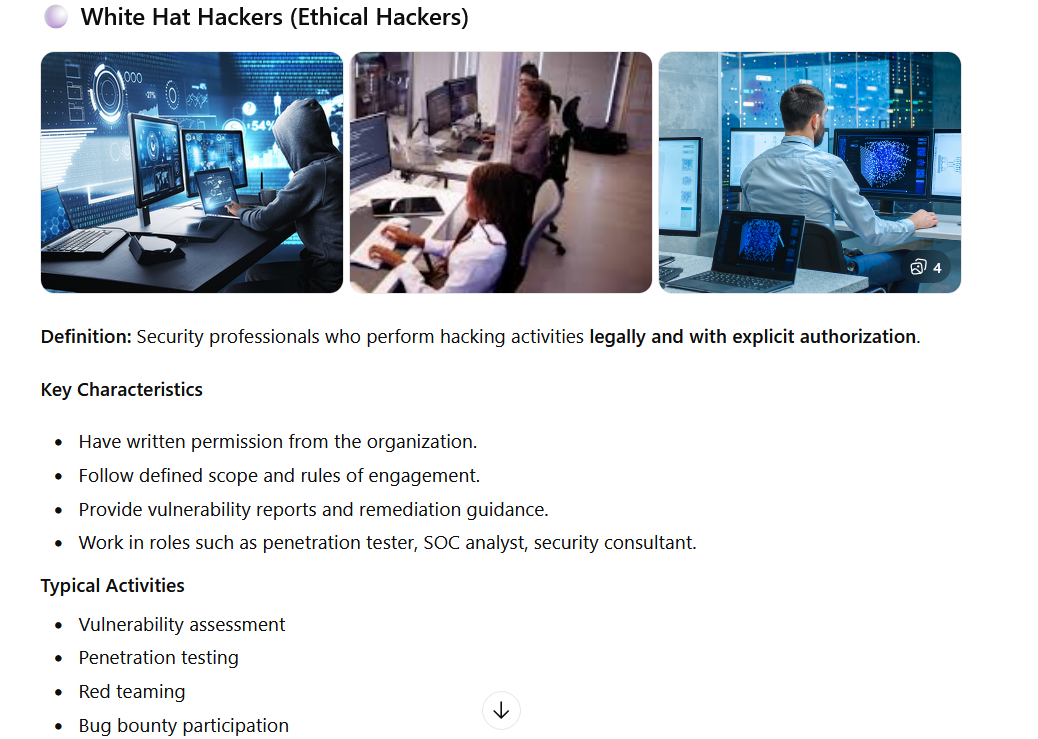 White Hat Hackers (Ethical Hackers)
54%
4
Definition: Security professionals who perform hacking activities legally and with explicit authorization.
Key Characteristics
Have written permission from the organization.
Follow defined scope and rules of engagement.
Provide vulnerability reports and remediation guidance.
Work in roles such as penetration tester, SOC analyst, security consultant.
Typical Activities
Vulnerability assessment
Penetration testing
Red teaming
Bug bounty participation